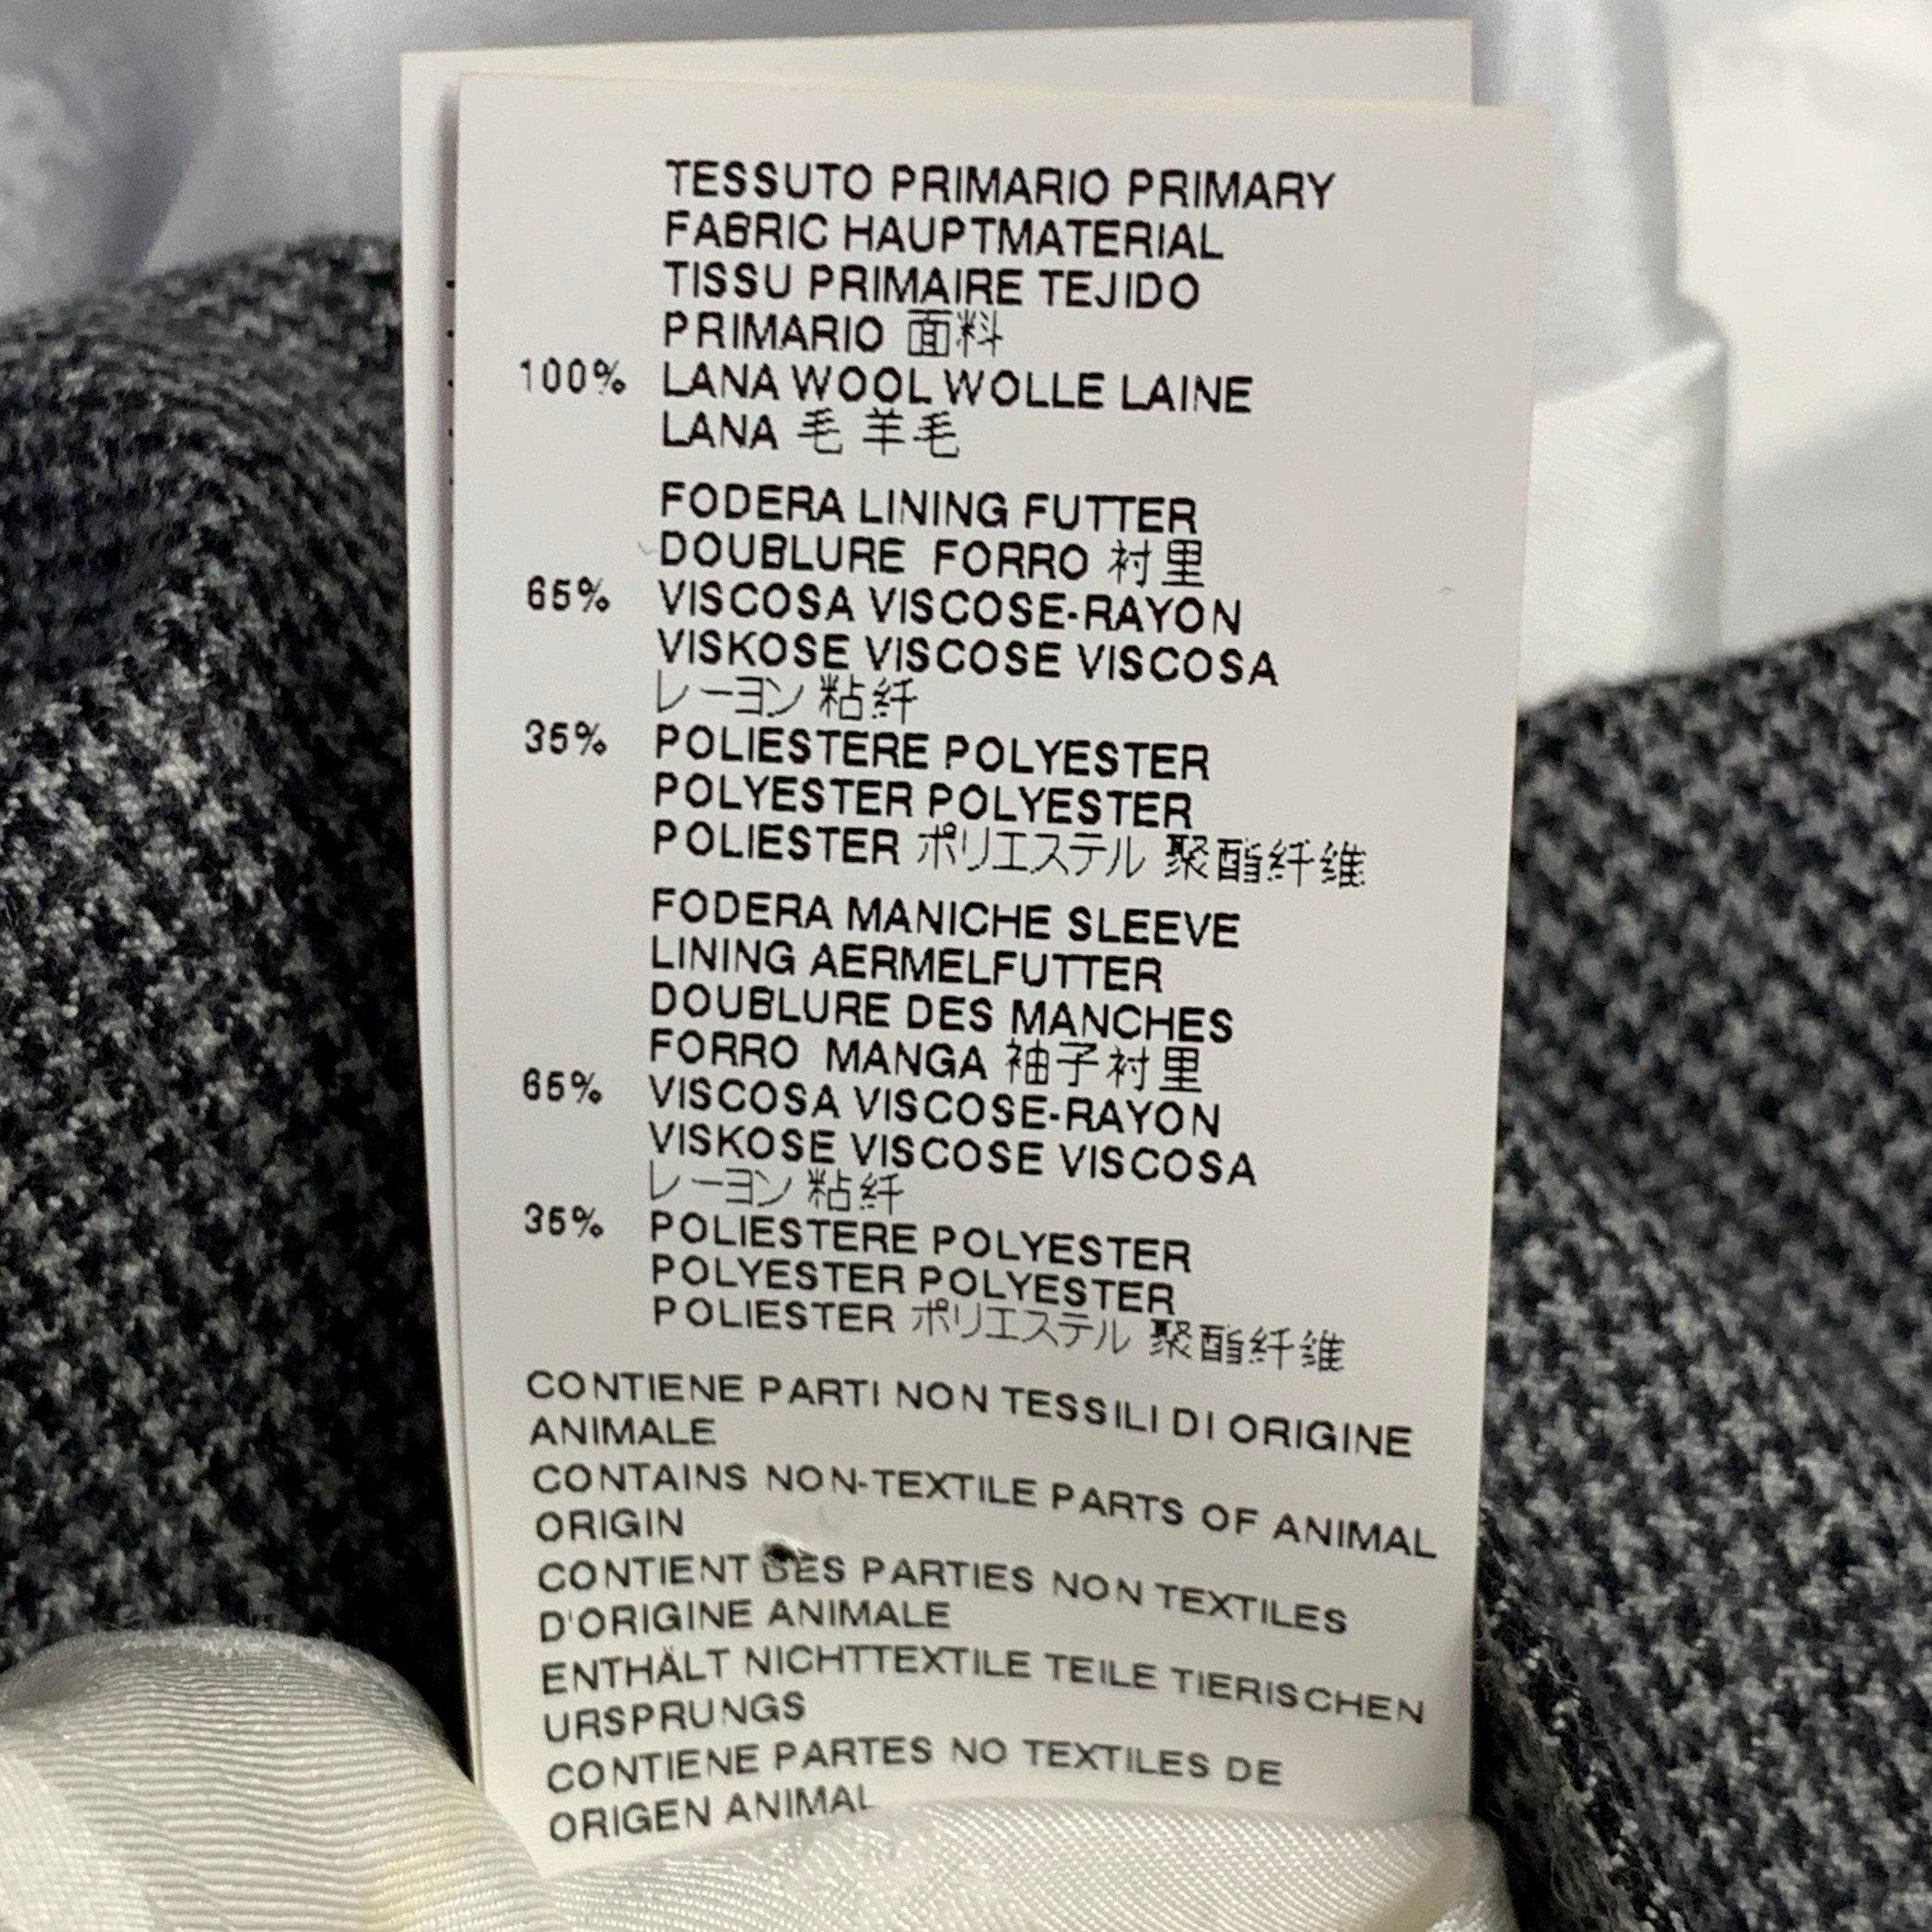 TESSUTO PRIMARIO PRIMARY
FABRIC HAUPTMATERIAL
TISSU PRIMAIRE TEJIDO
PRIMARIO 面料
100% LANA WOOL WOLLE LAINE
LANA 毛 羊毛
FODERA LINING FUTTER
DOUBLURE FORRO 衬里
65% VISCOSA VISCOSE-RAYON
VISKOSE VISCOSE VISCOSA
レーヨン 粘纤
35% POLIESTERE POLYESTER
POLYESTER POLYESTER
POLIESTER ポリエステル 聚酯纤维
FODERA MANICHE SLEEVE
LINING AERMELFUTTER
DOUBLURE DES MANCHES
FORRO MANGA 袖子衬里
65% VISCOSA VISCOSE-RAYON
VISKOSE VISCOSE VISCOSA
レーヨン 粘纤
35% POLIESTERE POLYESTER
POLYESTER POLYESTER
POLIESTER ポリエステル 聚酯纤维
CONTIENE PARTI NON TESSILI DI ORIGINE
ANIMALE
CONTAINS NON-TEXTILE PARTS OF ANIMAL
ORIGIN
CONTIENT DES PARTIES NON TEXTILES
D'ORIGINE ANIMALE
ENTHÄLT NICHTTEXTILE TEILE TIERISCHEN
URSPRUNGS
CONTIENE PARTES NO TEXTILES DE
ORIGEN ANIMAL